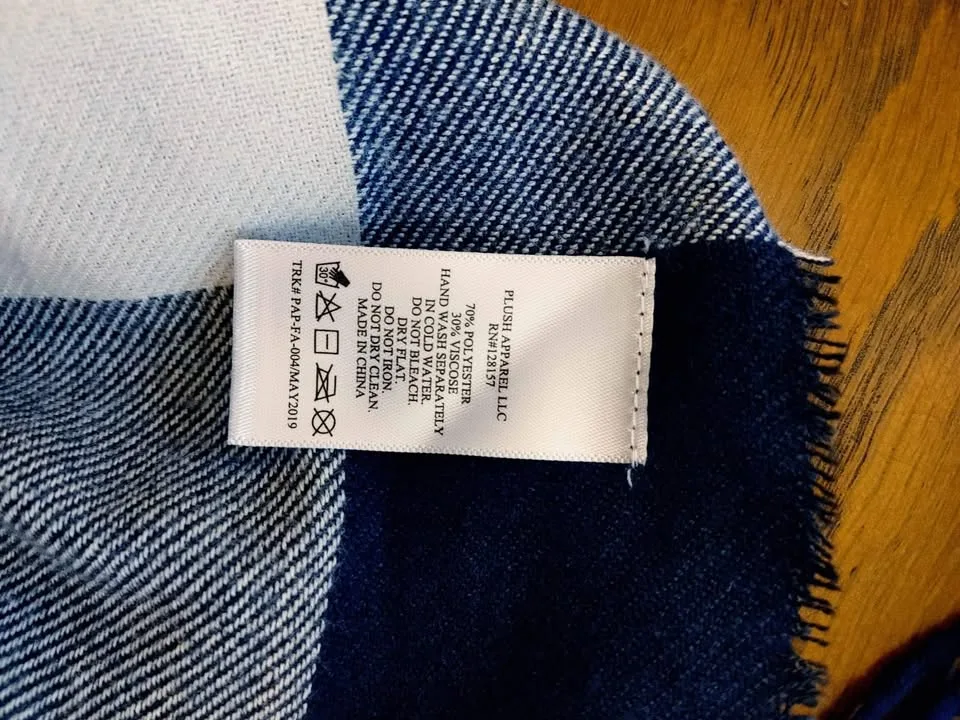 PLUSH APPAREL LLC
RN#128157
70% POLYESTER
30% VISCOSE
HAND WASH SEPARATELY
IN COLD WATER.
DO NOT BLEACH.
DRY FLAT.
DO NOT IRON.
DO NOT DRY CLEAN.
MADE IN CHINA
30°
TRK# PAP-FA-004/MAY2019